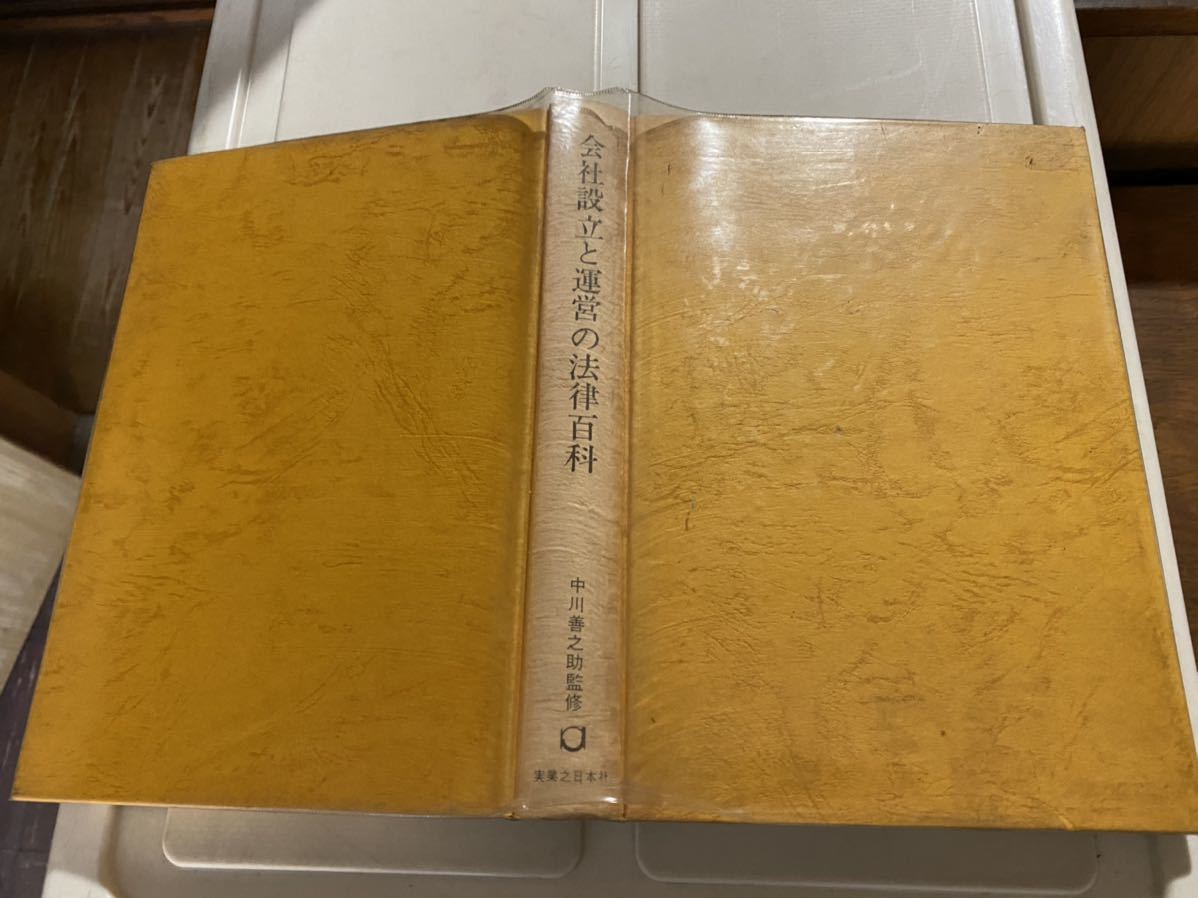 会社設立と運営の法律百科
中川善之助監修
実業之日本社